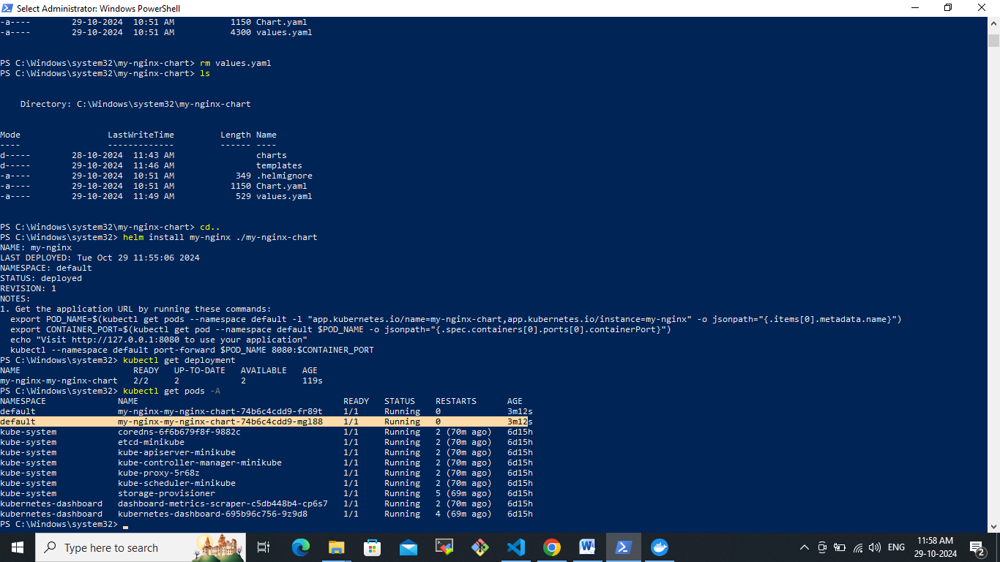 Select Administrator: Windows PowerShell
-a---- 29-10-2024 10:51 AM 1150 Chart.yaml
-a---- 29-10-2024 10:51 AM 4300 values.yaml
PS C:\Windows\system32\my-nginx-chart> rm values.yaml
PS C:\Windows\system32\my-nginx-chart> ls
Directory: C:\Windows\system32\my-nginx-chart
Mode LastWriteTime Length Name
---- ------------- ------ ----
d----- 28-10-2024 11:43 AM charts
d----- 29-10-2024 11:46 AM templates
-a---- 29-10-2024 10:51 AM 349 .helmignore
-a---- 29-10-2024 10:51 AM 1150 Chart.yaml
-a---- 29-10-2024 11:49 AM 529 values.yaml
PS C:\Windows\system32\my-nginx-chart> cd..
PS C:\Windows\system32> helm install my-nginx ./my-nginx-chart
NAME: my-nginx
LAST DEPLOYED: Tue Oct 29 11:55:06 2024
NAMESPACE: default
STATUS: deployed
REVISION: 1
NOTES:
1. Get the application URL by running these commands:
export POD_NAME=$(kubectl get pods --namespace default -l "app.kubernetes.io/name=my-nginx-chart,app.kubernetes.io/instance=my-nginx" -o jsonpath="{.items[0].metadata.name}")
export CONTAINER_PORT=$(kubectl get pod --namespace default $POD_NAME -o jsonpath="{.spec.containers[0].ports[0].containerPort}")
echo "Visit http://127.0.0.1:8080 to use your application"
kubectl --namespace default port-forward $POD_NAME 8080:$CONTAINER_PORT
PS C:\Windows\system32> kubectl get deployment
NAME READY UP-TO-DATE AVAILABLE AGE
my-nginx-my-nginx-chart 2/2 2 2 119s
PS C:\Windows\system32> kubectl get pods -A
NAMESPACE NAME READY STATUS RESTARTS AGE
default my-nginx-my-nginx-chart-74b6c4cdd9-fr89t 1/1 Running 0 3m12s
default my-nginx-my-nginx-chart-74b6c4cdd9-mgl88 1/1 Running 0 3m12s
kube-system coredns-6f6b679f8f-9882c 1/1 Running 2 (70m ago) 6d15h
kube-system etcd-minikube 1/1 Running 2 (70m ago) 6d15h
kube-system kube-apiserver-minikube 1/1 Running 2 (70m ago) 6d15h
kube-system kube-controller-manager-minikube 1/1 Running 2 (70m ago) 6d15h
kube-system kube-proxy-5r68z 1/1 Running 2 (70m ago) 6d15h
kube-system kube-scheduler-minikube 1/1 Running 2 (70m ago) 6d15h
kube-system storage-provisioner 1/1 Running 5 (69m ago) 6d15h
kubernetes-dashboard dashboard-metrics-scraper-c5db448b4-cp6s7 1/1 Running 2 (70m ago) 6d15h
kubernetes-dashboard kubernetes-dashboard-695b96c756-9z9d8 1/1 Running 4 (69m ago) 6d15h
PS C:\Windows\system32>
Type here to search
ENG
11:58 AM
29-10-2024
2